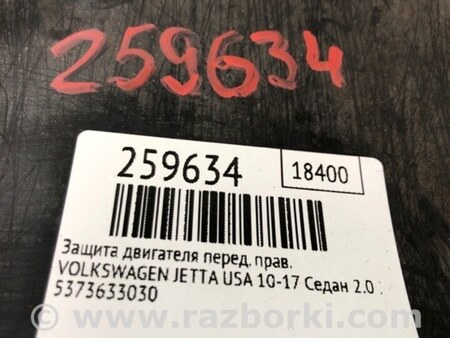 259634
259634
18400
Защита двигателя перед. прав.
VOLKSWAGEN JETTA USA 10-17 Седан 2.0
5373633030
© www.razborki.com